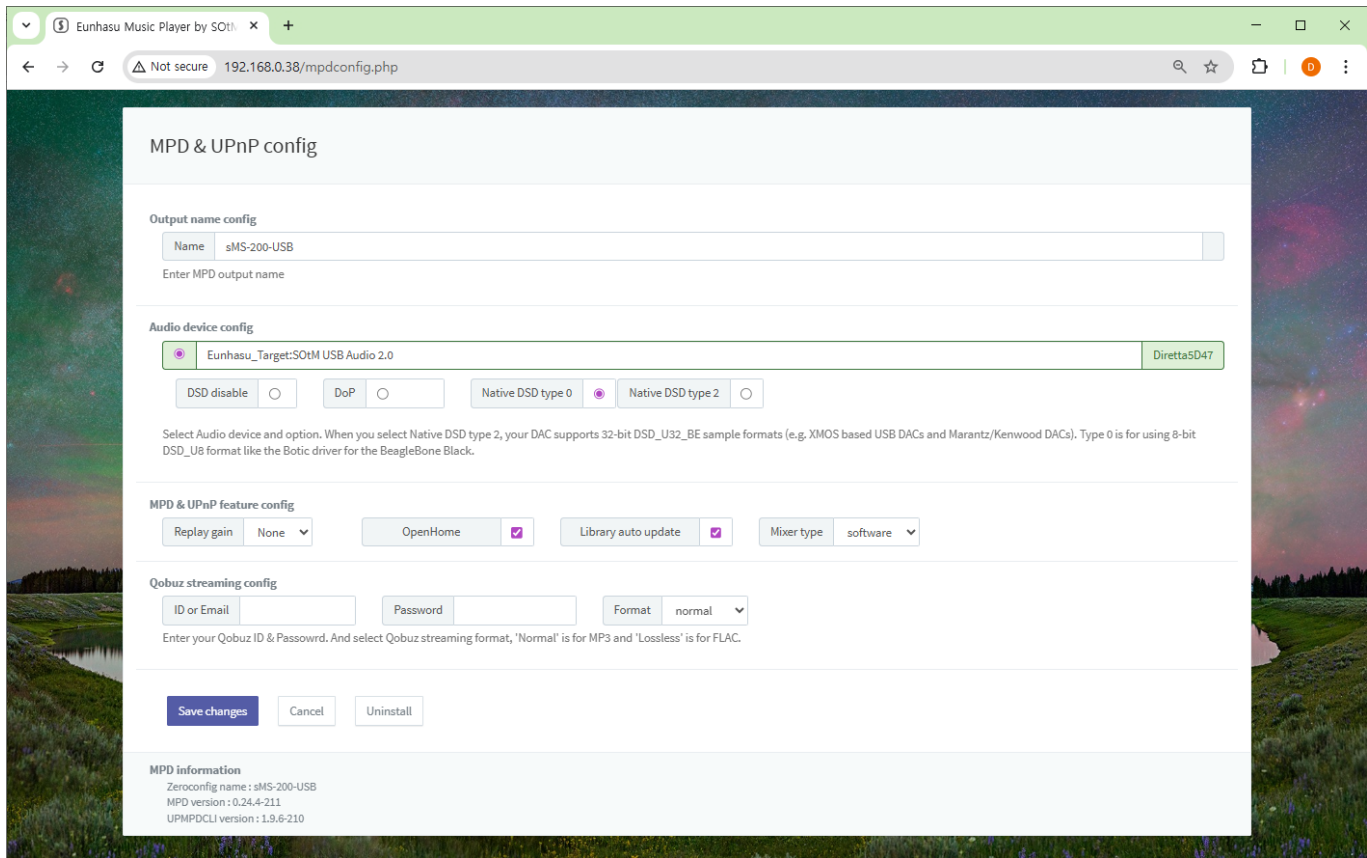 Eunhasu Music Player by SOtM
Not secure
192.168.0.38/mpdconfig.php
D
MPD & UPnP config
Output name config
Name sMS-200-USB
Enter MPD output name
Audio device config
Eunhasu_Target:SOtM USB Audio 2.0 Diretta5D47
DSD disable DoP Native DSD type 0 Native DSD type 2
Select Audio device and option. When you select Native DSD type 2, your DAC supports 32-bit DSD_U32_BE sample formats (e.g. XMOS based USB DACs and Marantz/Kenwood DACs). Type 0 is for using 8-bit
DSD_U8 format like the Botic driver for the BeagleBone Black.
MPD & UPnP feature config
Replay gain None OpenHome Library auto update Mixer type software
Qobuz streaming config
ID or Email Password Format normal
Enter your Qobuz ID & Passowrd. And select Qobuz streaming format, 'Normal' is for MP3 and 'Lossless' is for FLAC.
Save changes Cancel Uninstall
MPD information
Zeroconfig name : sMS-200-USB
MPD version : 0.24.4-211
UPMPDCLI version : 1.9.6-210